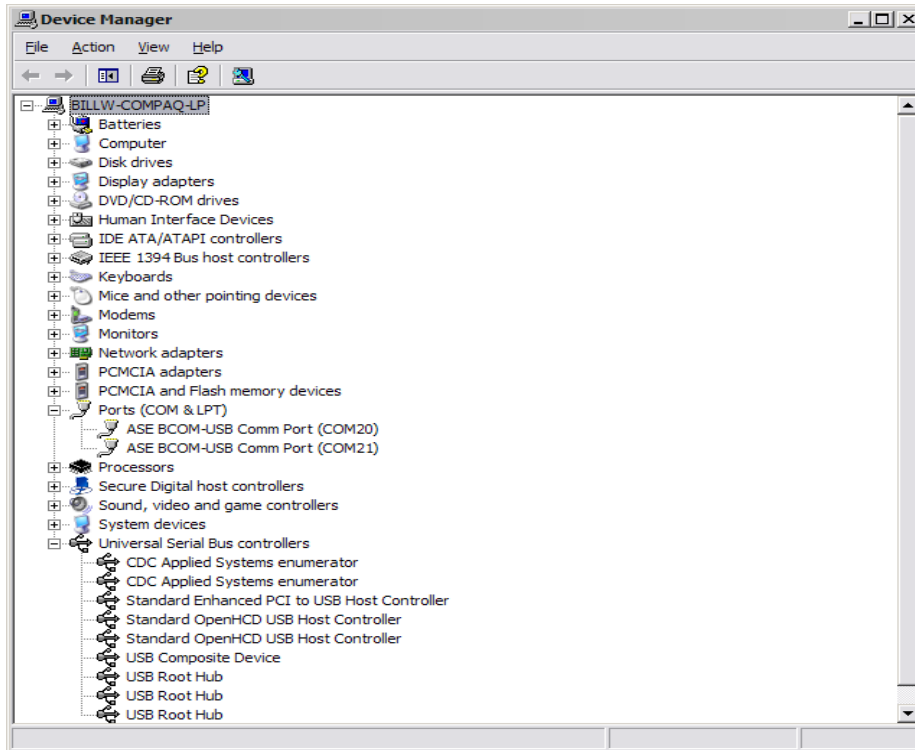 Device Manager
File Action View Help
BILLW-COMPAQ-LP
Batteries
Computer
Disk drives
Display adapters
DVD/CD-ROM drives
Human Interface Devices
IDE ATA/ATAPI controllers
IEEE 1394 Bus host controllers
Keyboards
Mice and other pointing devices
Modems
Monitors
Network adapters
PCMCIA adapters
PCMCIA and Flash memory devices
Ports (COM & LPT)
ASE BCOM-USB Comm Port (COM20)
ASE BCOM-USB Comm Port (COM21)
Processors
Secure Digital host controllers
Sound, video and game controllers
System devices
Universal Serial Bus controllers
CDC Applied Systems enumerator
CDC Applied Systems enumerator
Standard Enhanced PCI to USB Host Controller
Standard OpenHCD USB Host Controller
Standard OpenHCD USB Host Controller
USB Composite Device
USB Root Hub
USB Root Hub
USB Root Hub